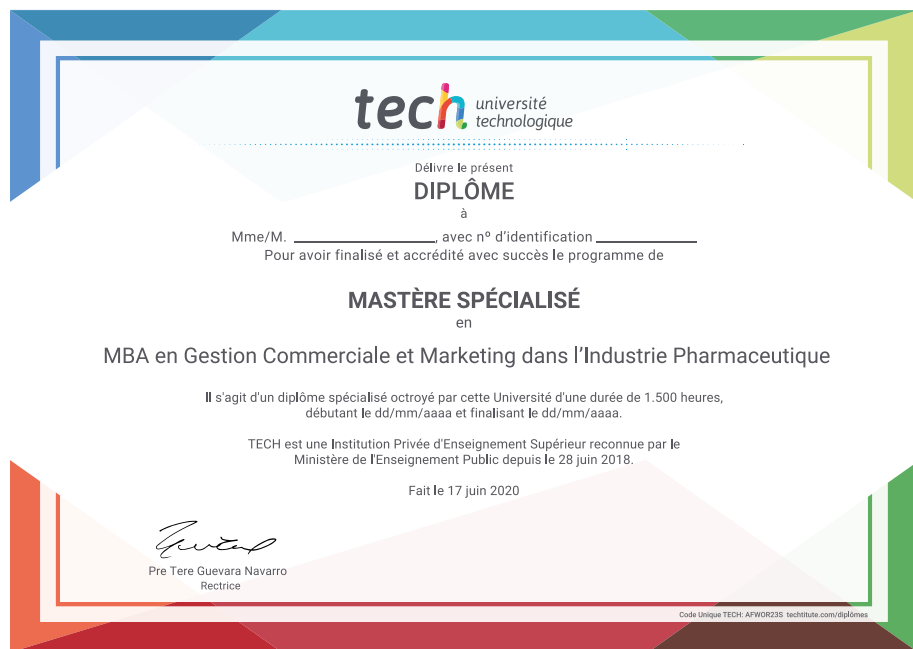 tech université
technologique
Délivre le présent
DIPLÔME
à
Mme/M. ____________, avec nº d'identification ____________
Pour avoir finalisé et accrédité avec succès le programme de
MASTÈRE SPÉCIALISÉ
en
MBA en Gestion Commerciale et Marketing dans l'Industrie Pharmaceutique
Il s'agit d'un diplôme spécialisé octroyé par cette Université d'une durée de 1.500 heures,
débutant le dd/mm/aaaa et finalisant le dd/mm/aaaa.
TECH est une Institution Privée d'Enseignement Supérieur reconnue par le
Ministère de l'Enseignement Public depuis le 28 juin 2018.
Fait le 17 juin 2020
Pre Tere Guevara Navarro
Rectrice
Code Unique TECH: AFWOR23S techtitute.com/diplômes